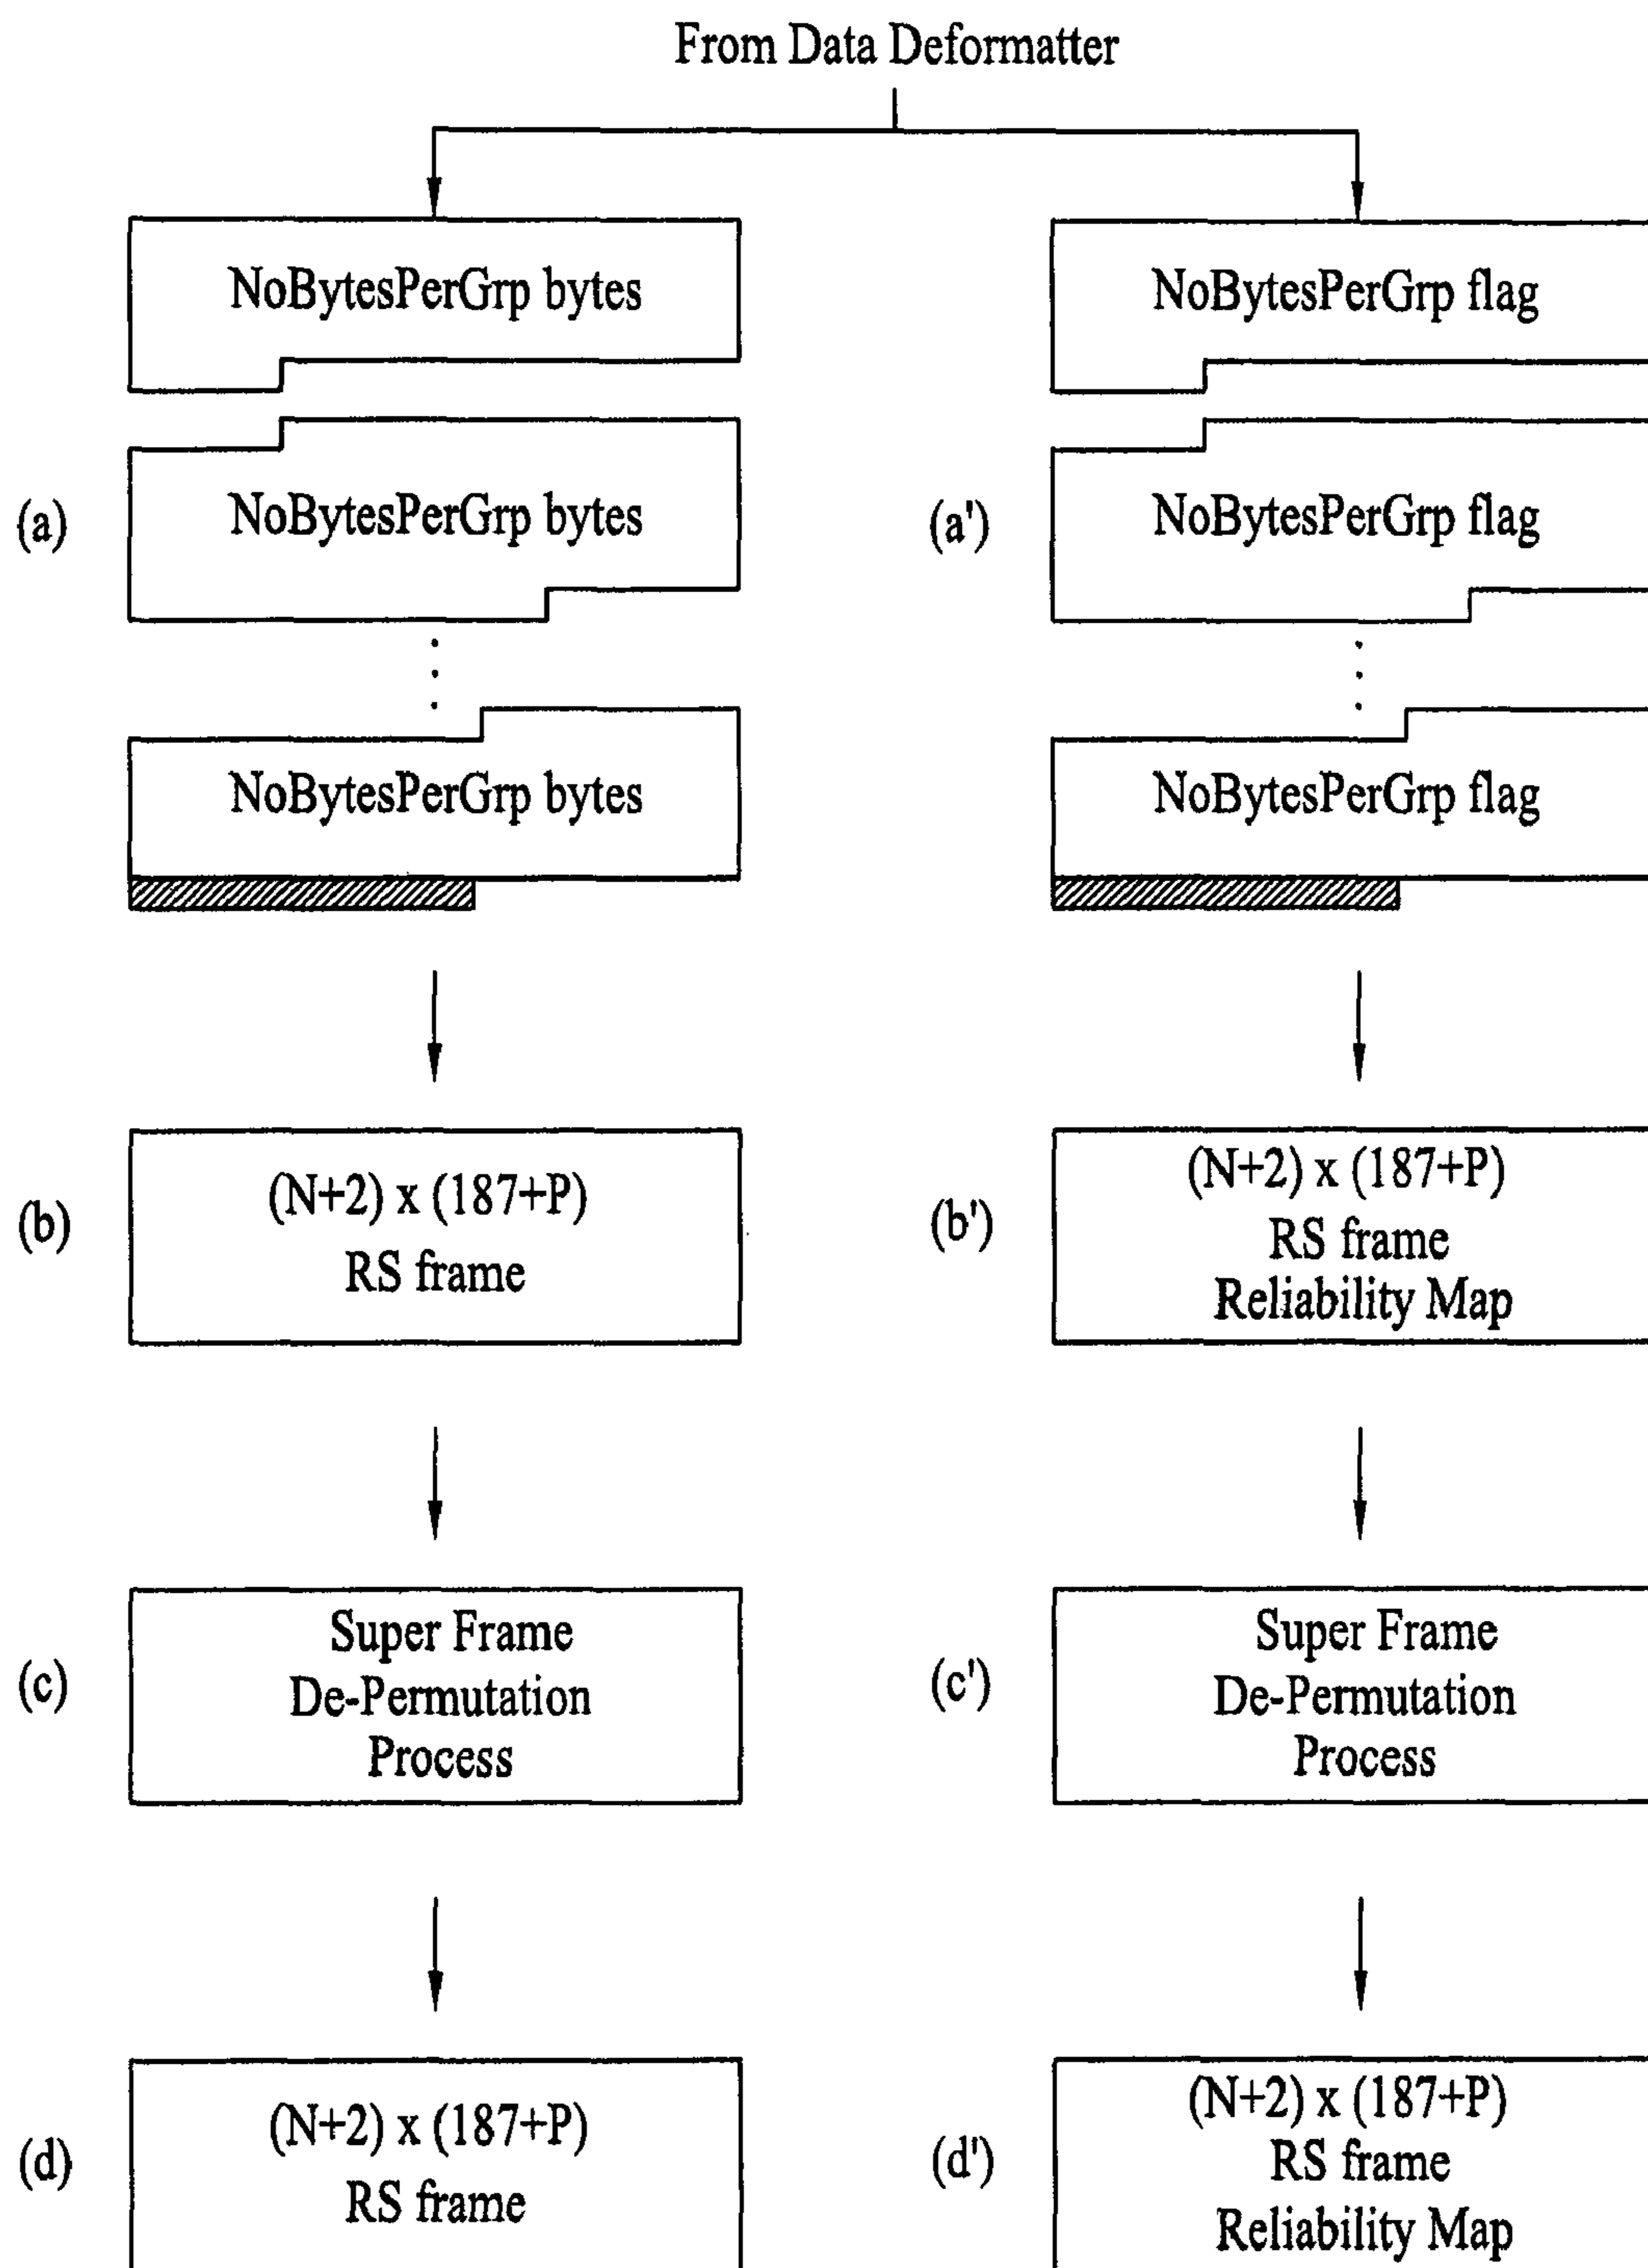 From Data Deformatter
NoBytesPerGrp bytes
NoBytesPerGrp flag
(a)
NoBytesPerGrp bytes
(a')
NoBytesPerGrp flag
NoBytesPerGrp bytes
NoBytesPerGrp flag
(b)
(N+2) x (187+P)
RS frame
(b')
(N+2) x (187+P)
RS frame
Reliability Map
(c)
Super Frame
De-Permutation
Process
(c')
Super Frame
De-Permutation
Process
(d)
(N+2) x (187+P)
RS frame
(d')
(N+2) x (187+P)
RS frame
Reliability Map